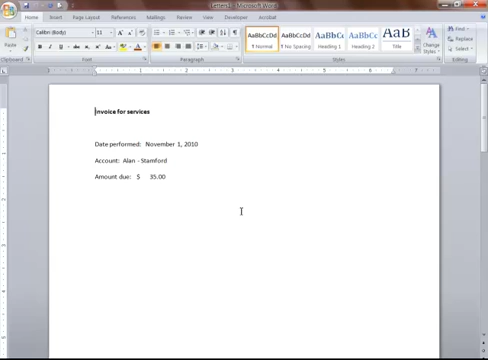 Letters1 - Microsoft Word
Home Insert Page Layout References Mailings Review View Developer Acrobat
Calibri (Body) 11
AaBbCcDd AaBbCcDd AaBbCc AaBbCc AaB
Paste
¶ Normal ¶ No Spacing Heading 1 Heading 2 Title
Change Styles
Find
Replace
Select
Clipboard Font Paragraph Styles Editing
Invoice for services
Date performed: November 1, 2010
Account: Alan - Stamford
Amount due: $ 35.00